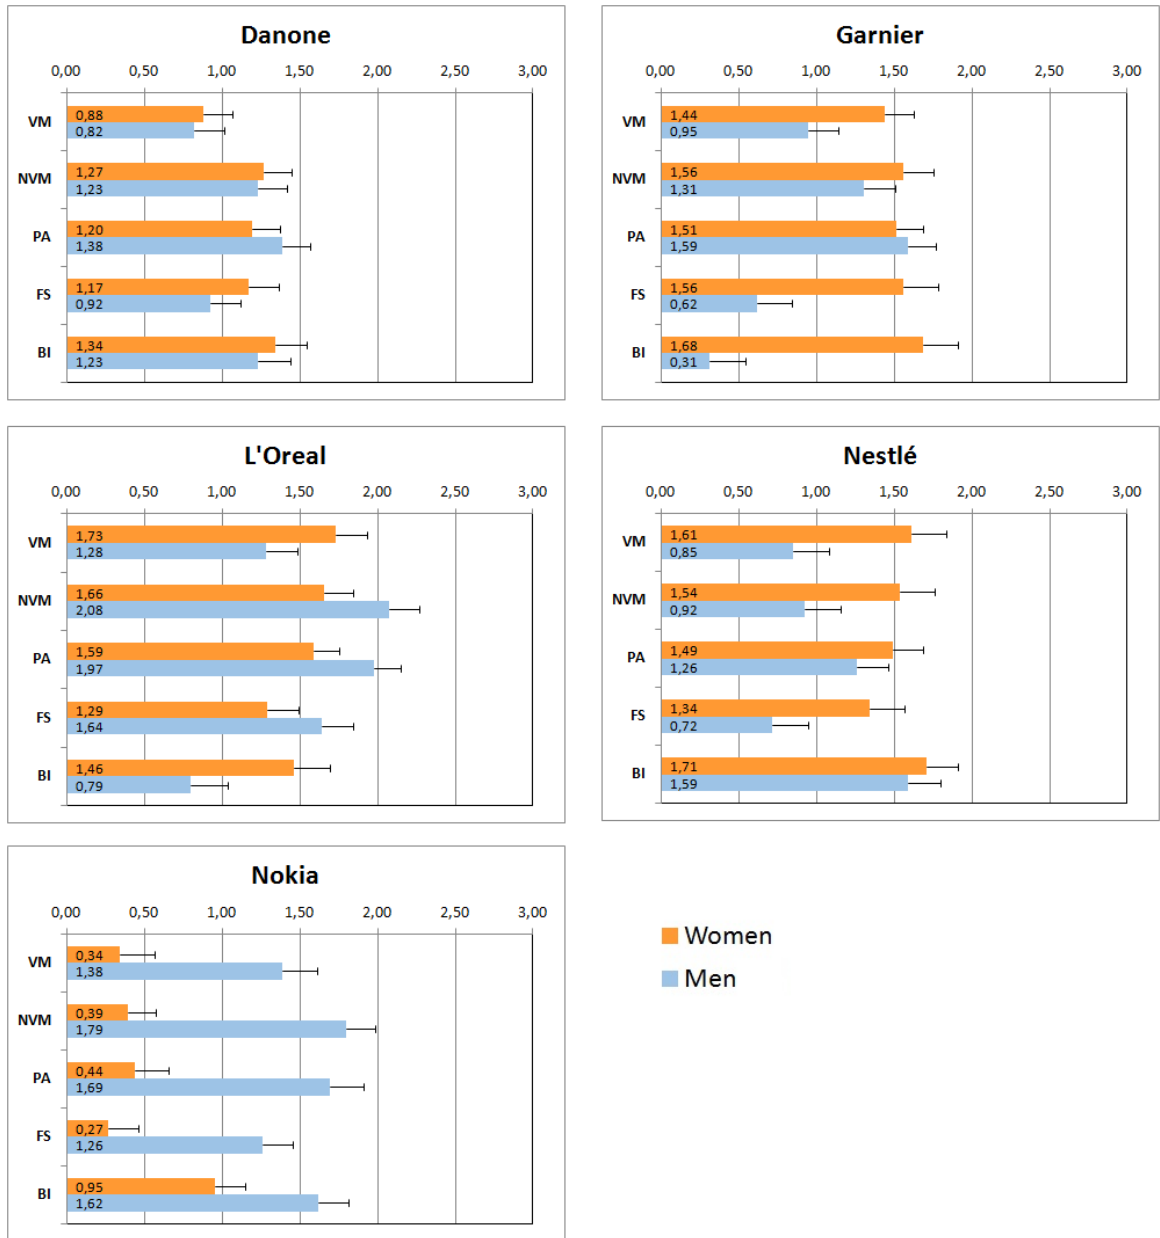 Danone
0,00 0,50 1,00 1,50 2,00 2,50 3,00
VM
0,88
0,82
NVM
1,27
1,23
PA
1,20
1,38
FS
1,17
0,92
BI
1,34
1,23
Garnier
0,00 0,50 1,00 1,50 2,00 2,50 3,00
VM
1,44
0,95
NVM
1,56
1,31
PA
1,51
1,59
FS
1,56
0,62
BI
1,68
0,31
L'Oreal
0,00 0,50 1,00 1,50 2,00 2,50 3,00
VM
1,73
1,28
NVM
1,66
2,08
PA
1,59
1,97
FS
1,29
1,64
BI
1,46
0,79
Nestlé
0,00 0,50 1,00 1,50 2,00 2,50 3,00
VM
1,61
0,85
NVM
1,54
0,92
PA
1,49
1,26
FS
1,34
0,72
BI
1,71
1,59
Nokia
0,00 0,50 1,00 1,50 2,00 2,50 3,00
VM
0,34
1,38
NVM
0,39
1,79
PA
0,44
1,69
FS
0,27
1,26
BI
0,95
1,62
Women
Men